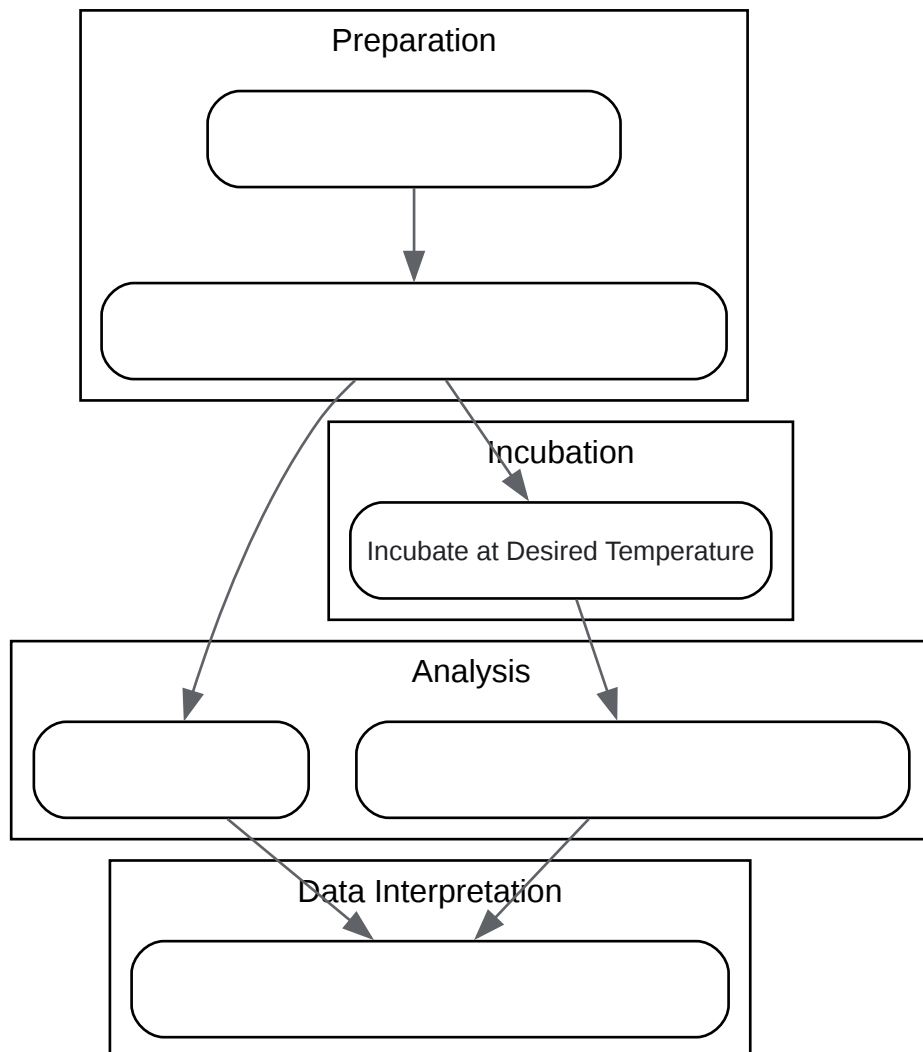 Preparation
Incubation
Incubate at Desired Temperature
Analysis
Data Interpretation